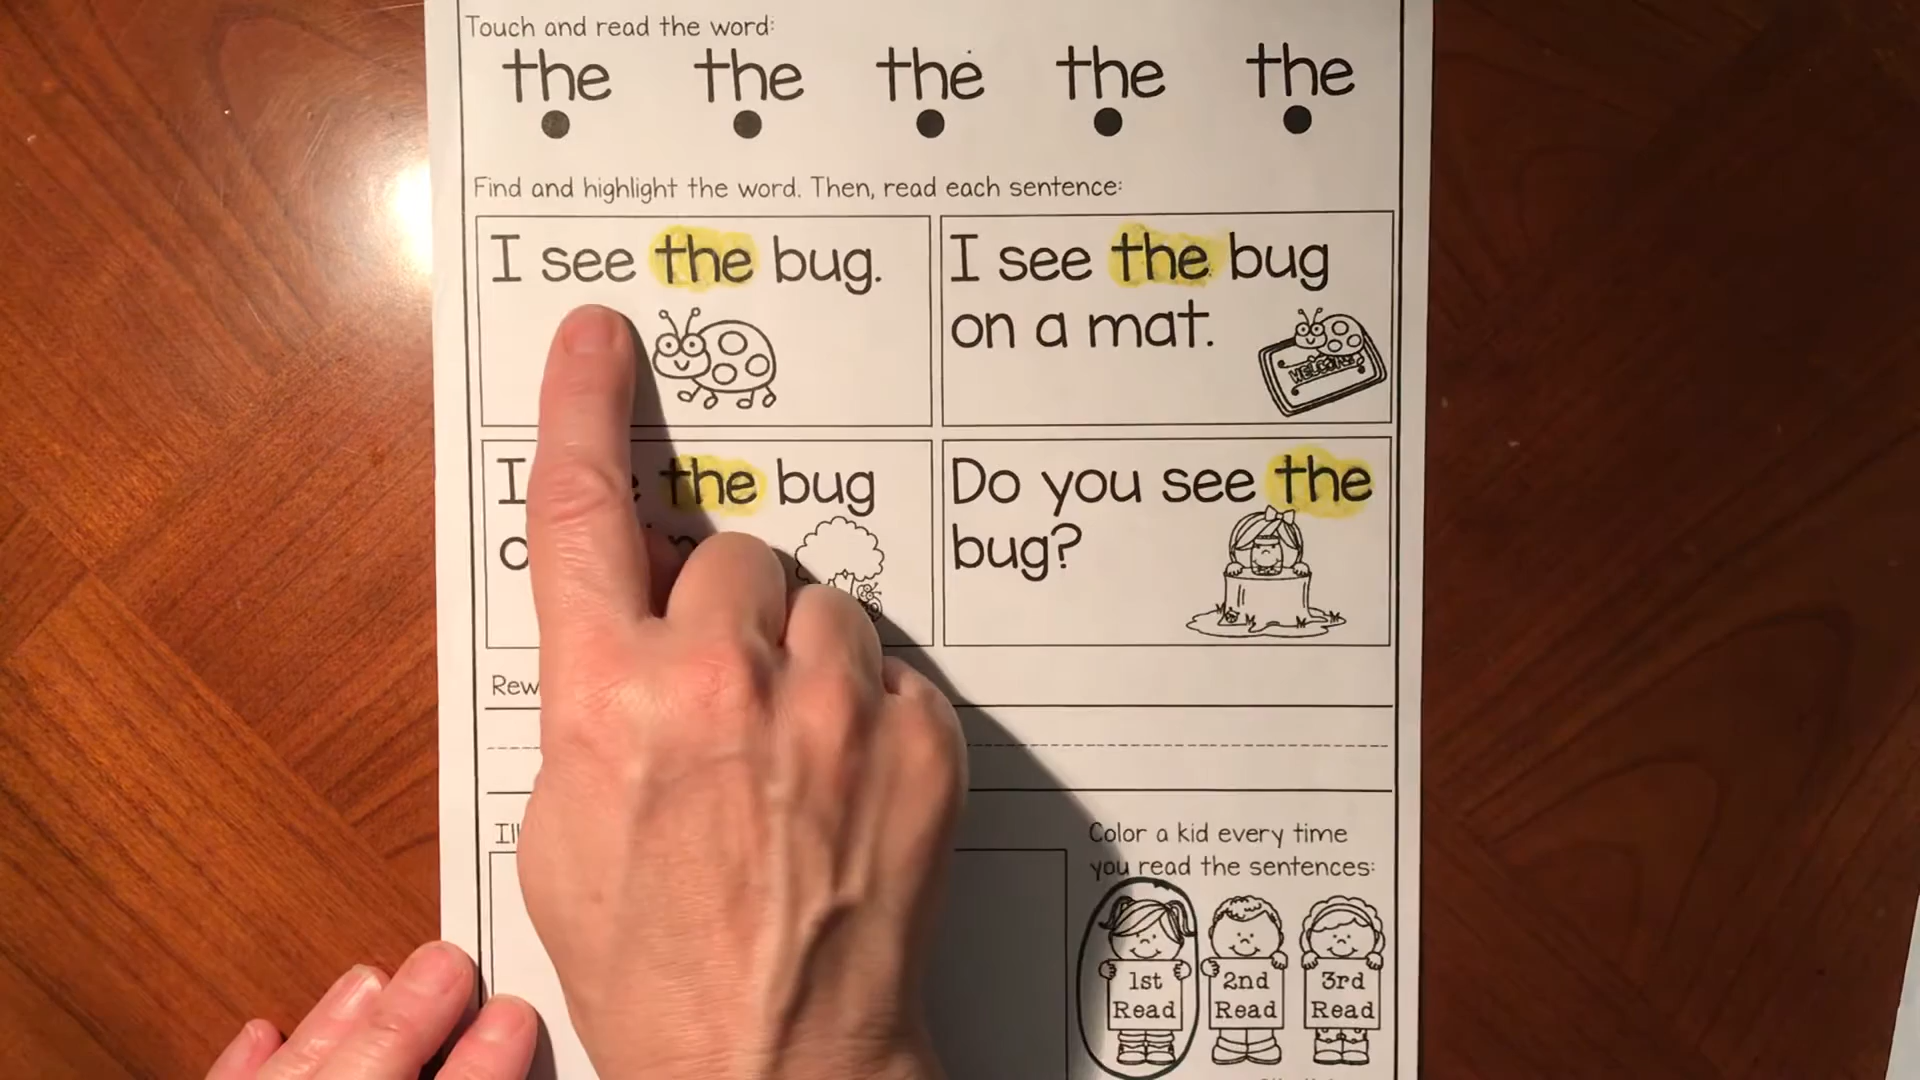 Touch and read the word:
the the the the the
Find and highlight the word. Then, read each sentence:
I see the bug.
I see the bug
on a mat.
WELCOME
I the bug
Do you see the
bug?
Color a kid every time
you read the sentences:
1st
Read
2nd
Read
3rd
Read